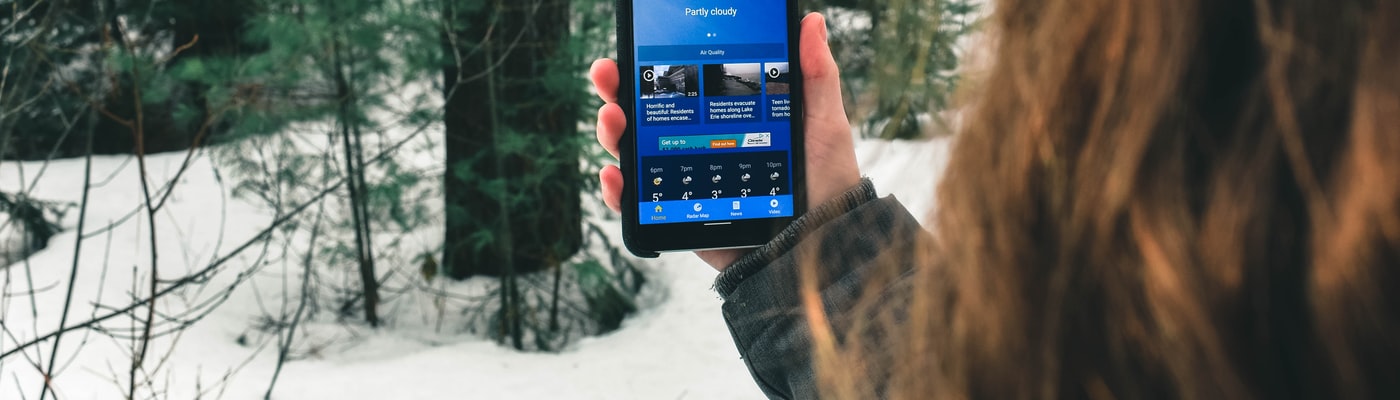 Partly cloudy
Air Quality
2:25
Horrific and
beautiful: Residents
of homes encase...
Residents evacuate
homes along Lake
Erie shoreline ove...
Teen liv
tornado
from ho
Get up to
Find out how
6pm 7pm 8pm 9pm 10pm
5° 4° 3° 3° 4°
Home Radar Map News Video